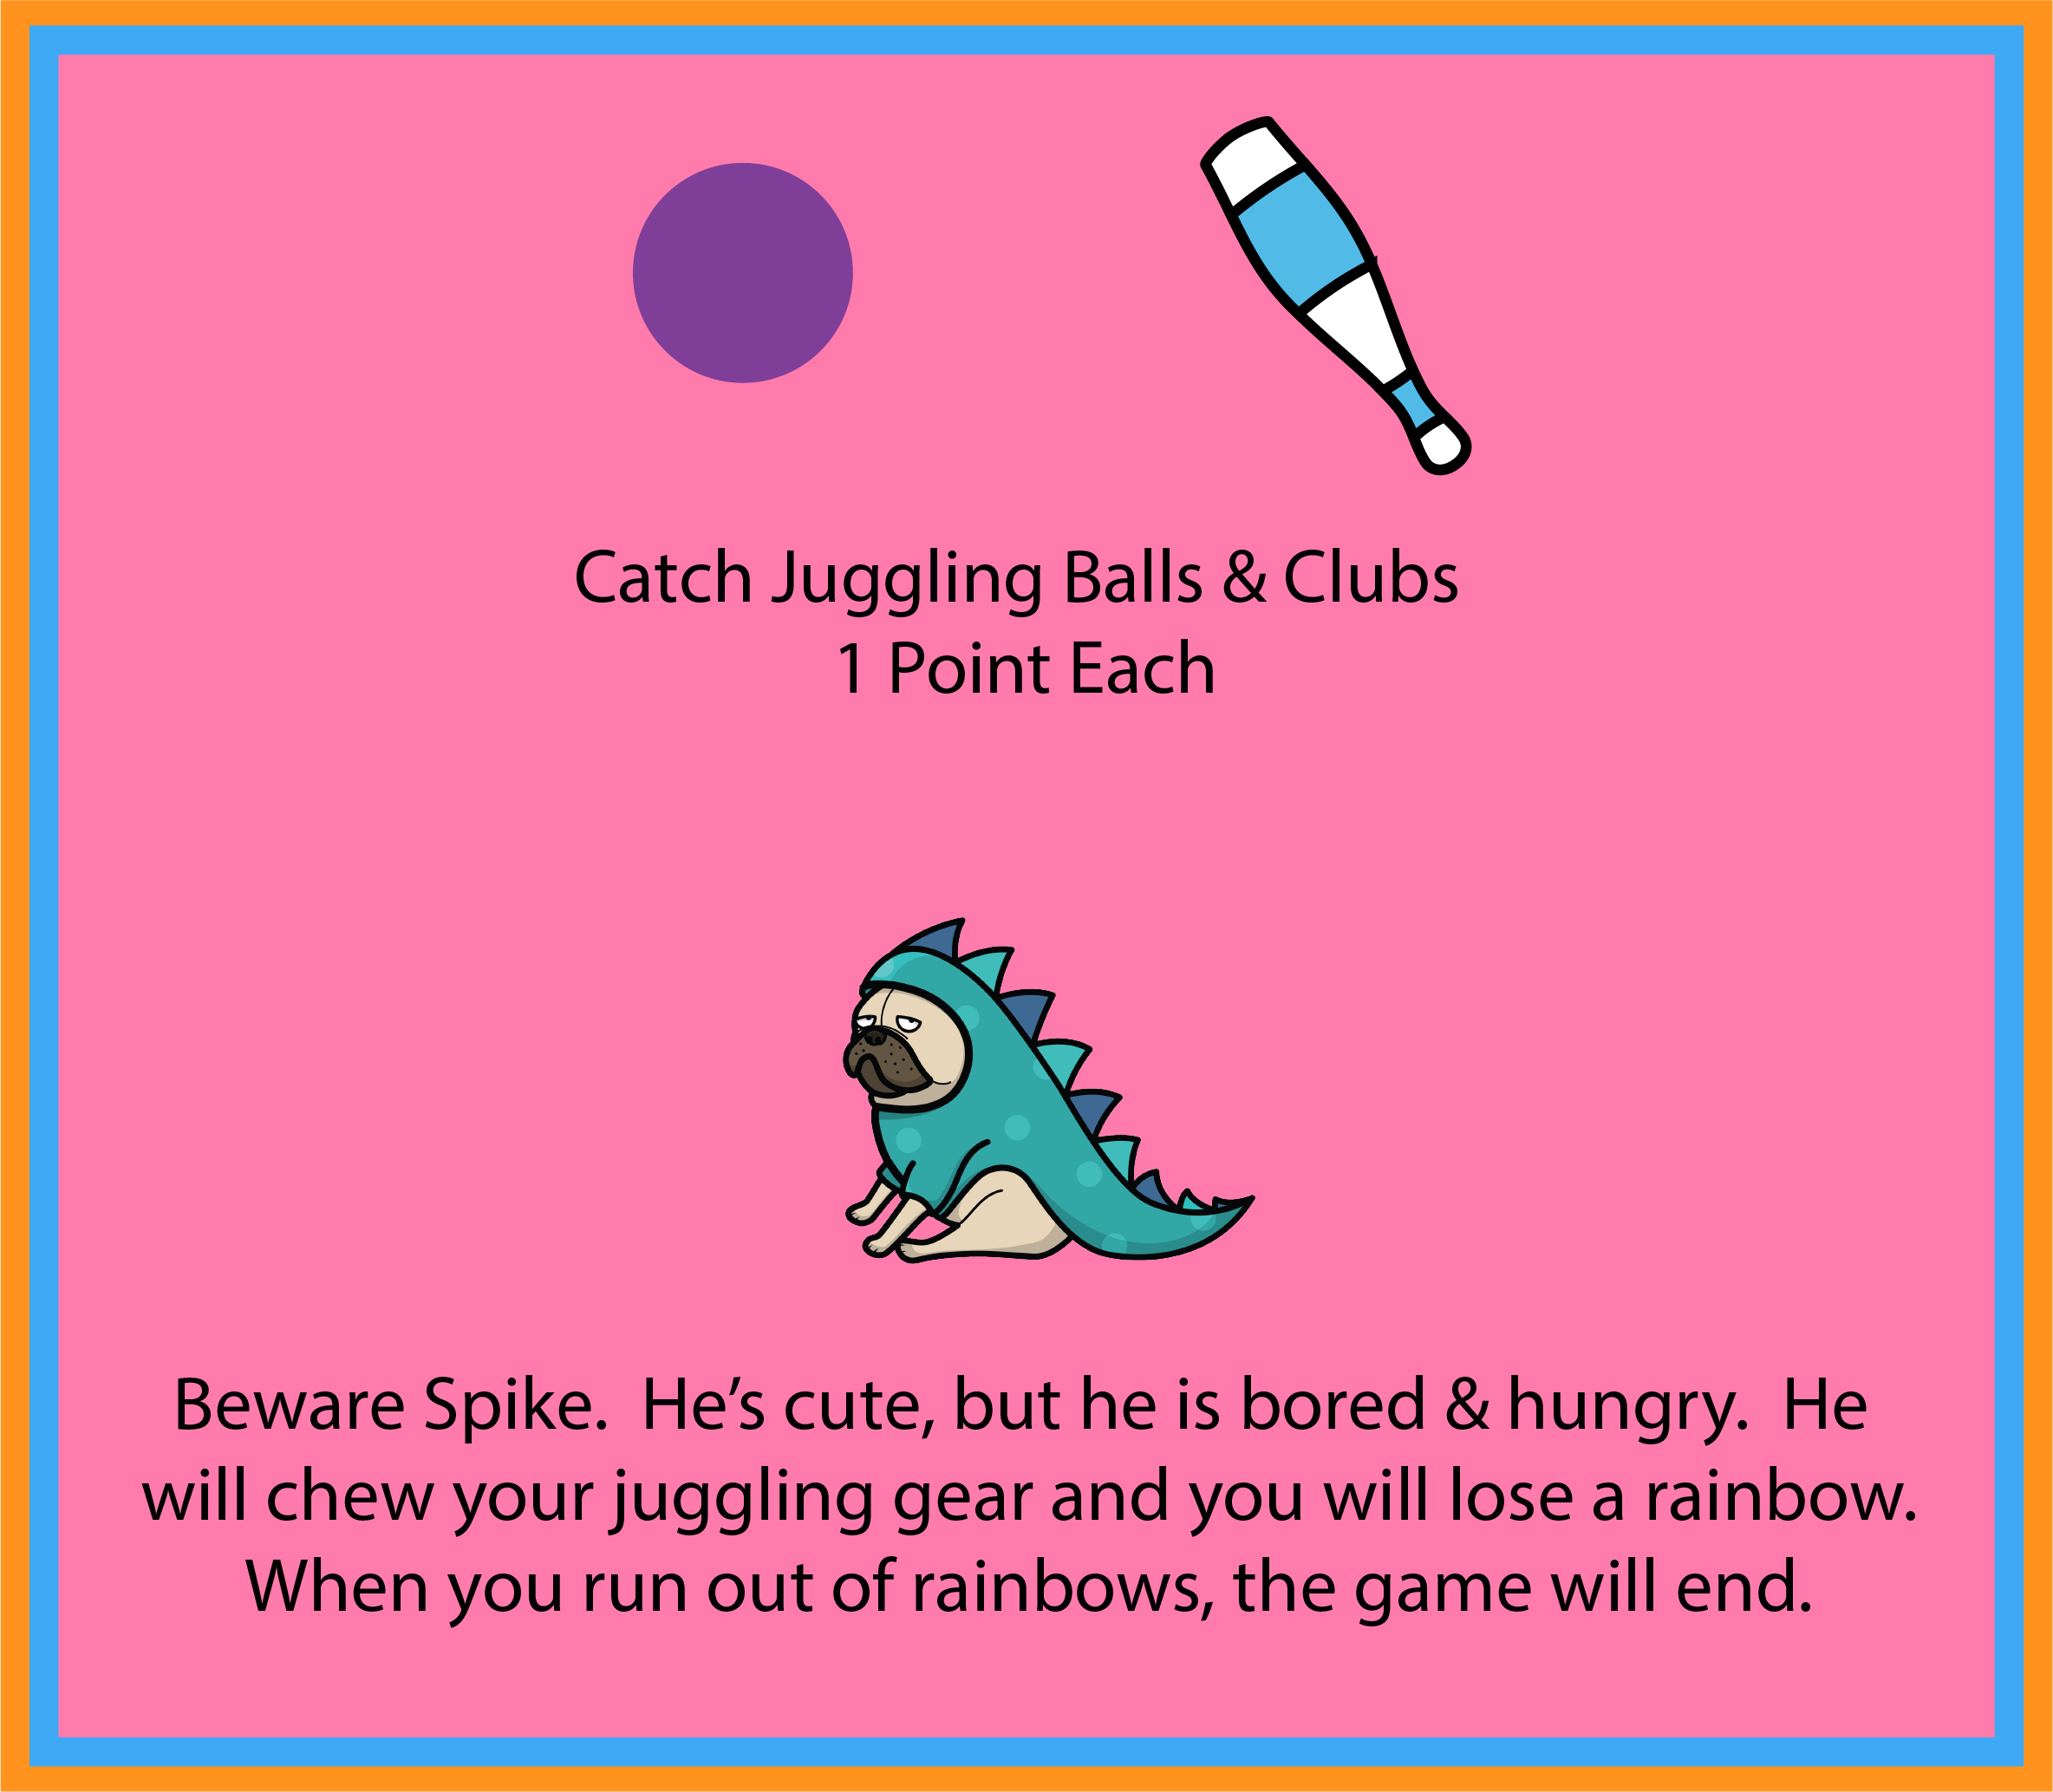 Catch Juggling Balls & Clubs
1 Point Each
Beware Spike.  He’s cute, but he is bored & hungry.  He
will chew your juggling gear and you will lose a rainbow.
When you run out of rainbows, the game will end.